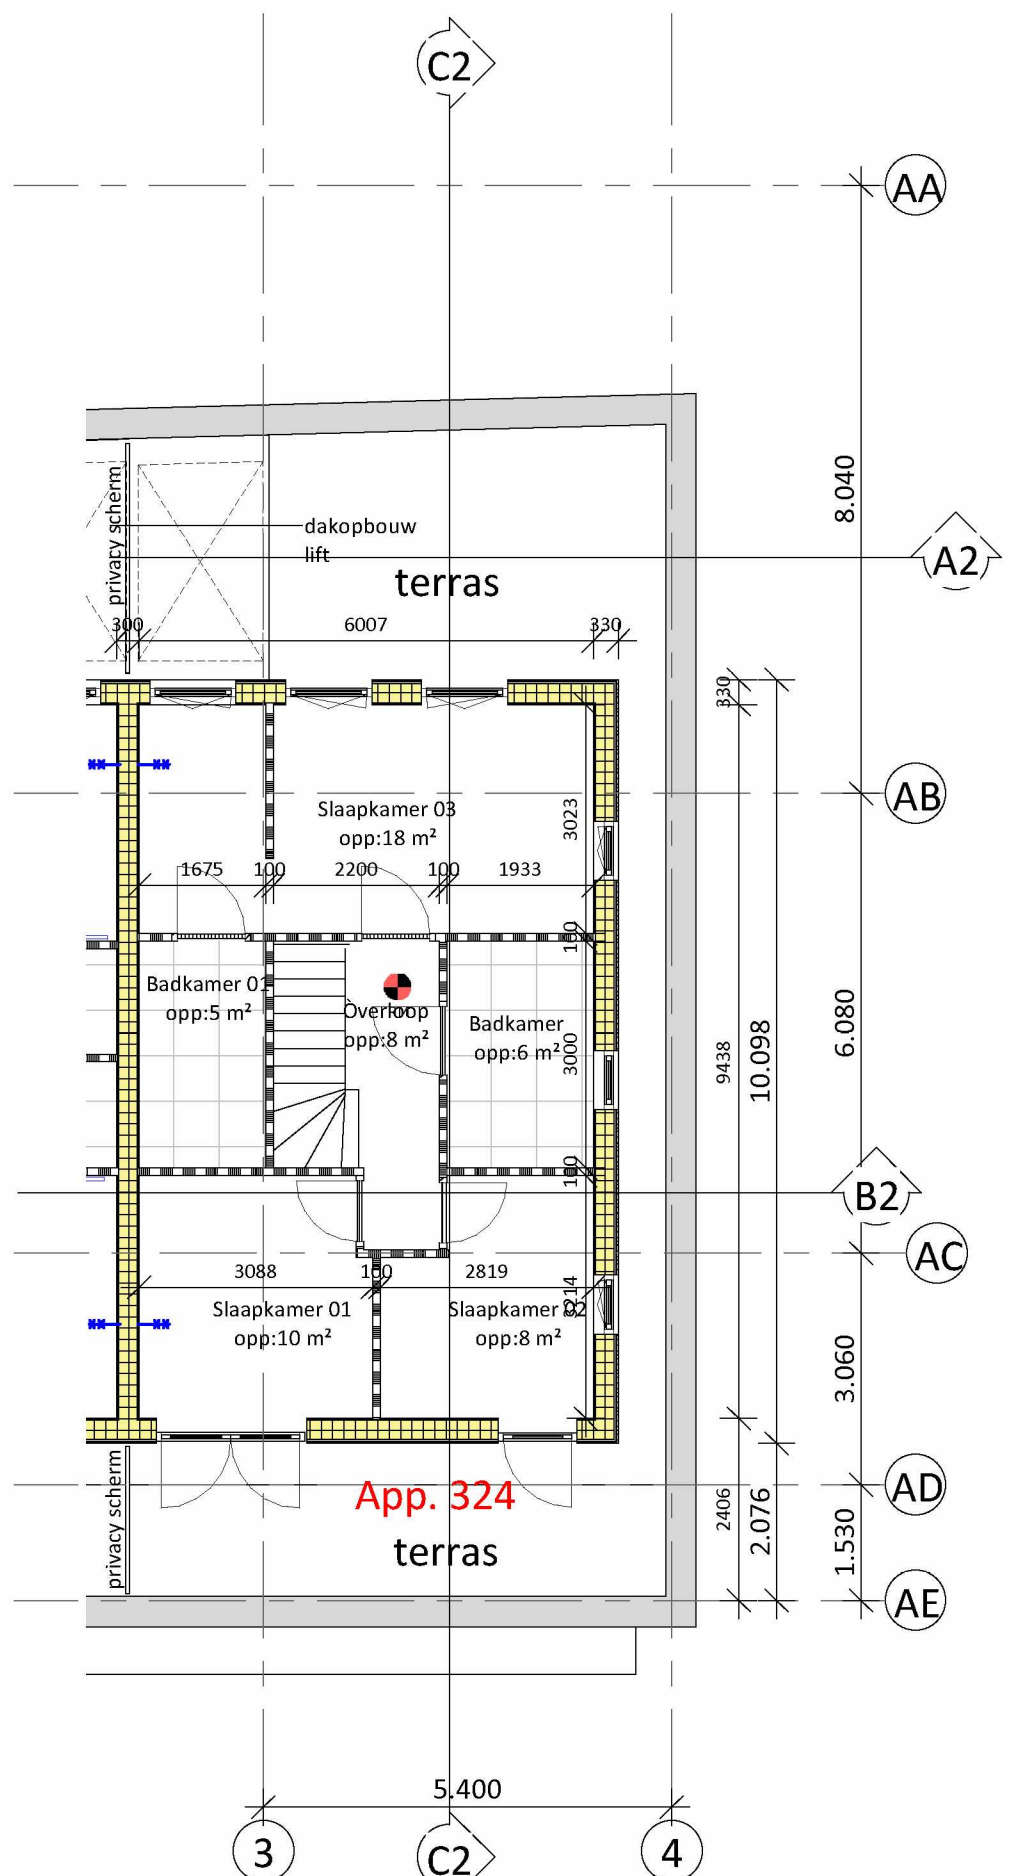 C2
AA
8.040
privacy scherm
dakopbouw
lift
A2
terras
300
6007
330
330
AB
3023
Slaapkamer 03
opp:18 m²
1675
100
2200
100
1933
100
Badkamer 01
opp:5 m²
Overloop
opp:8 m²
Badkamer
opp:6 m²
3000
9438
10.098
6.080
100
B2
AC
3088
100
2819
3214
Slaapkamer 01
opp:10 m²
Slaapkamer 02
opp:8 m²
3.060
privacy scherm
App. 324
terras
2406
2.076
1.530
AD
AE
5.400
3
C2
4